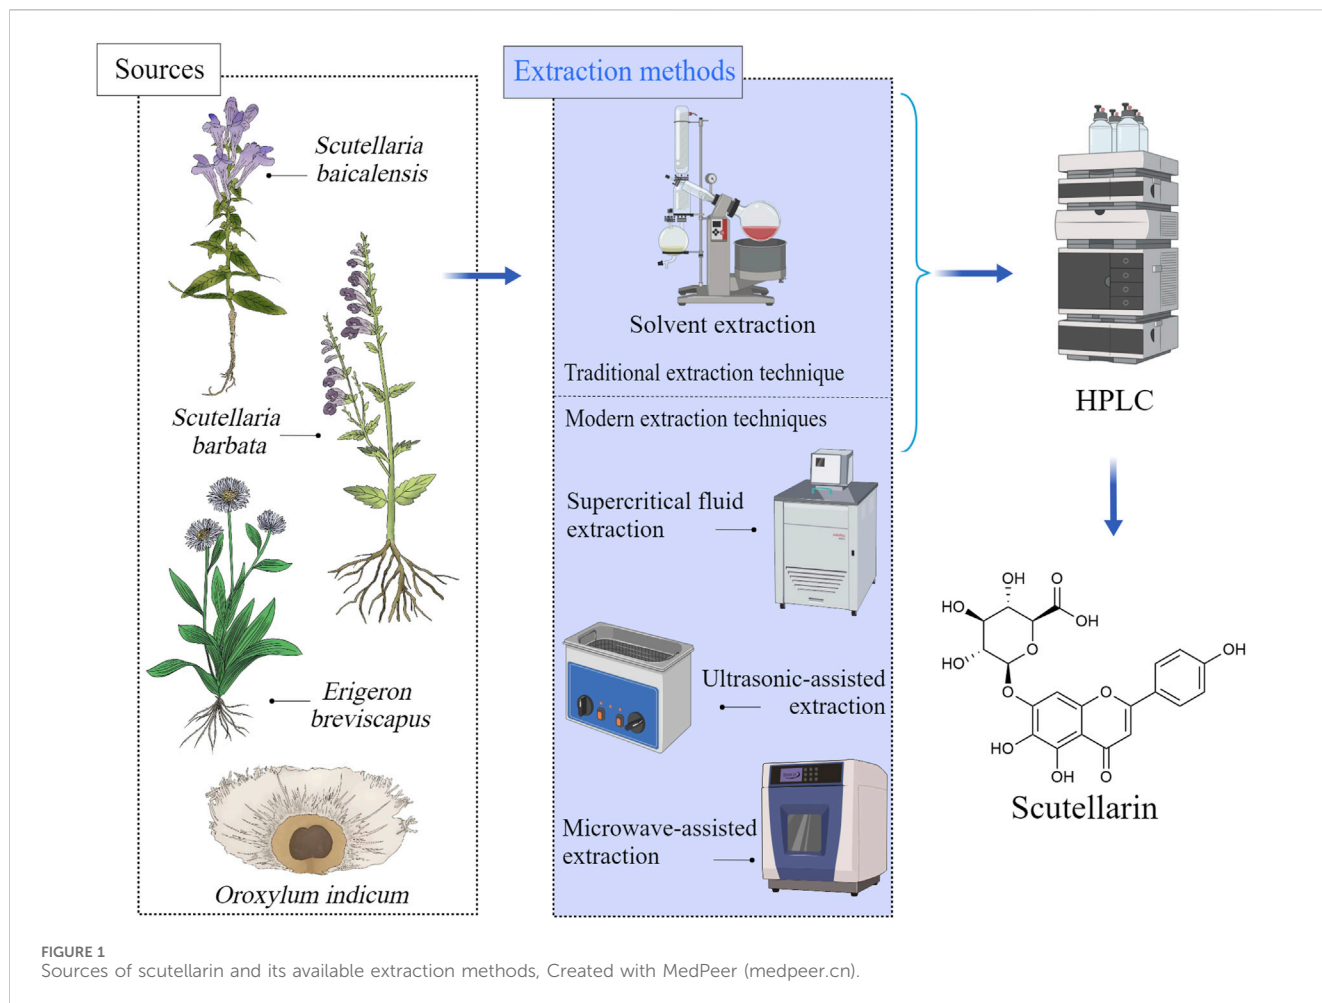 Sources
Scutellaria
baicalensis
Scutellaria
barbata
Erigeron
breviscapus
Oroxylum indicum
Extraction methods
Solvent extraction
Traditional extraction technique
Modern extraction techniques
Supercritical fluid
extraction
Ultrasonic-assisted
extraction
Microwave-assisted
extraction
HPLC
OH
O
HO
OH
HO
O
HO
O
O
OH
HO
OH
O
Scutellarin
FIGURE 1
Sources of scutellarin and its available extraction methods, Created with MedPeer (medpeer.cn).